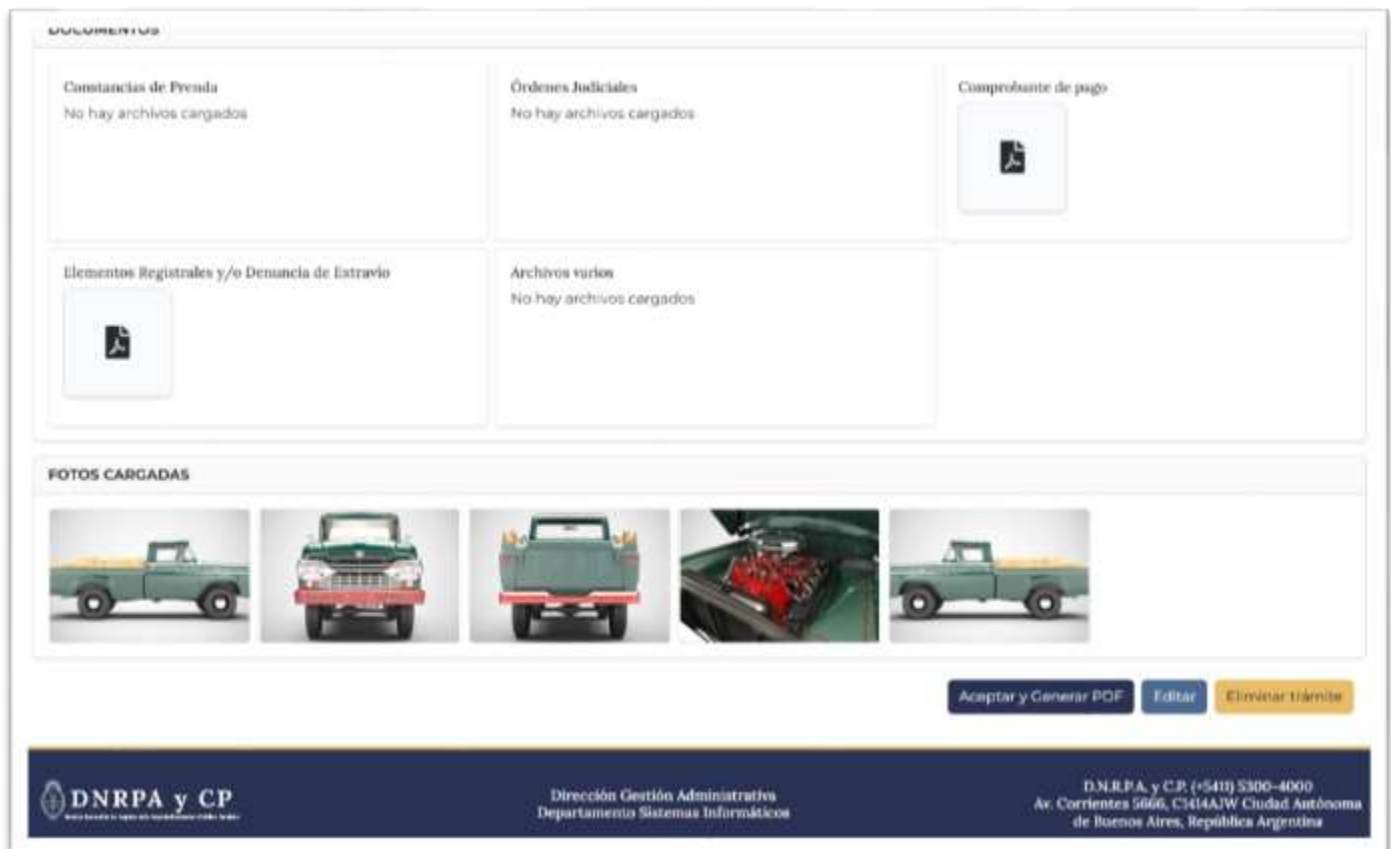 DOCUMENTOS
Constancias de Prenda
No hay archivos cargados
Órdenes Judiciales
No hay archivos cargados
Comprobante de pago
Elementos Registrales y/o Denuncia de Extravío
Archivos varios
No hay archivos cargados
FOTOS CARGADAS
Aceptar y Generar PDF
Editar
Eliminar trámite
DNRPA y CP
Dirección Gestión Administrativa
Departamento Sistemas Informáticos
D.N.R.P.A. y C.P. (+5411) 5300-4000
Av. Corrientes 5666, C1414AJW Ciudad Autónoma
de Buenos Aires, República Argentina